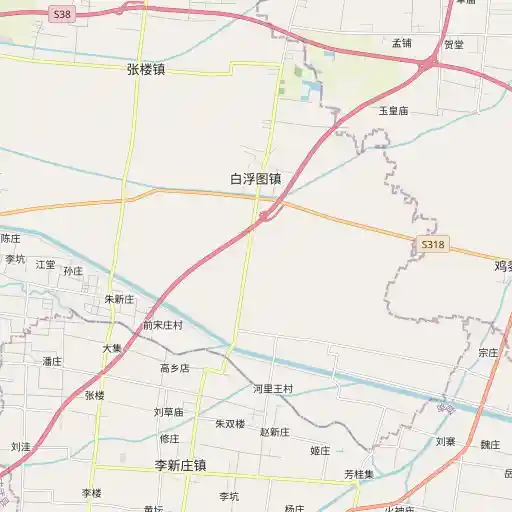 S38
孟铺
贺堂
张楼镇
玉皇庙
白浮图镇
陈庄
S318
李坑
江堂
孙庄
朱新庄
前宋庄村
大集
宗庄
潘庄
高乡店
河里王村
张楼
刘草庙
朱双楼
赵新庄
修庄
刘洼
刘寨
魏庄
姬庄
李新庄镇
芳桂集
李楼
李坑
杨庄